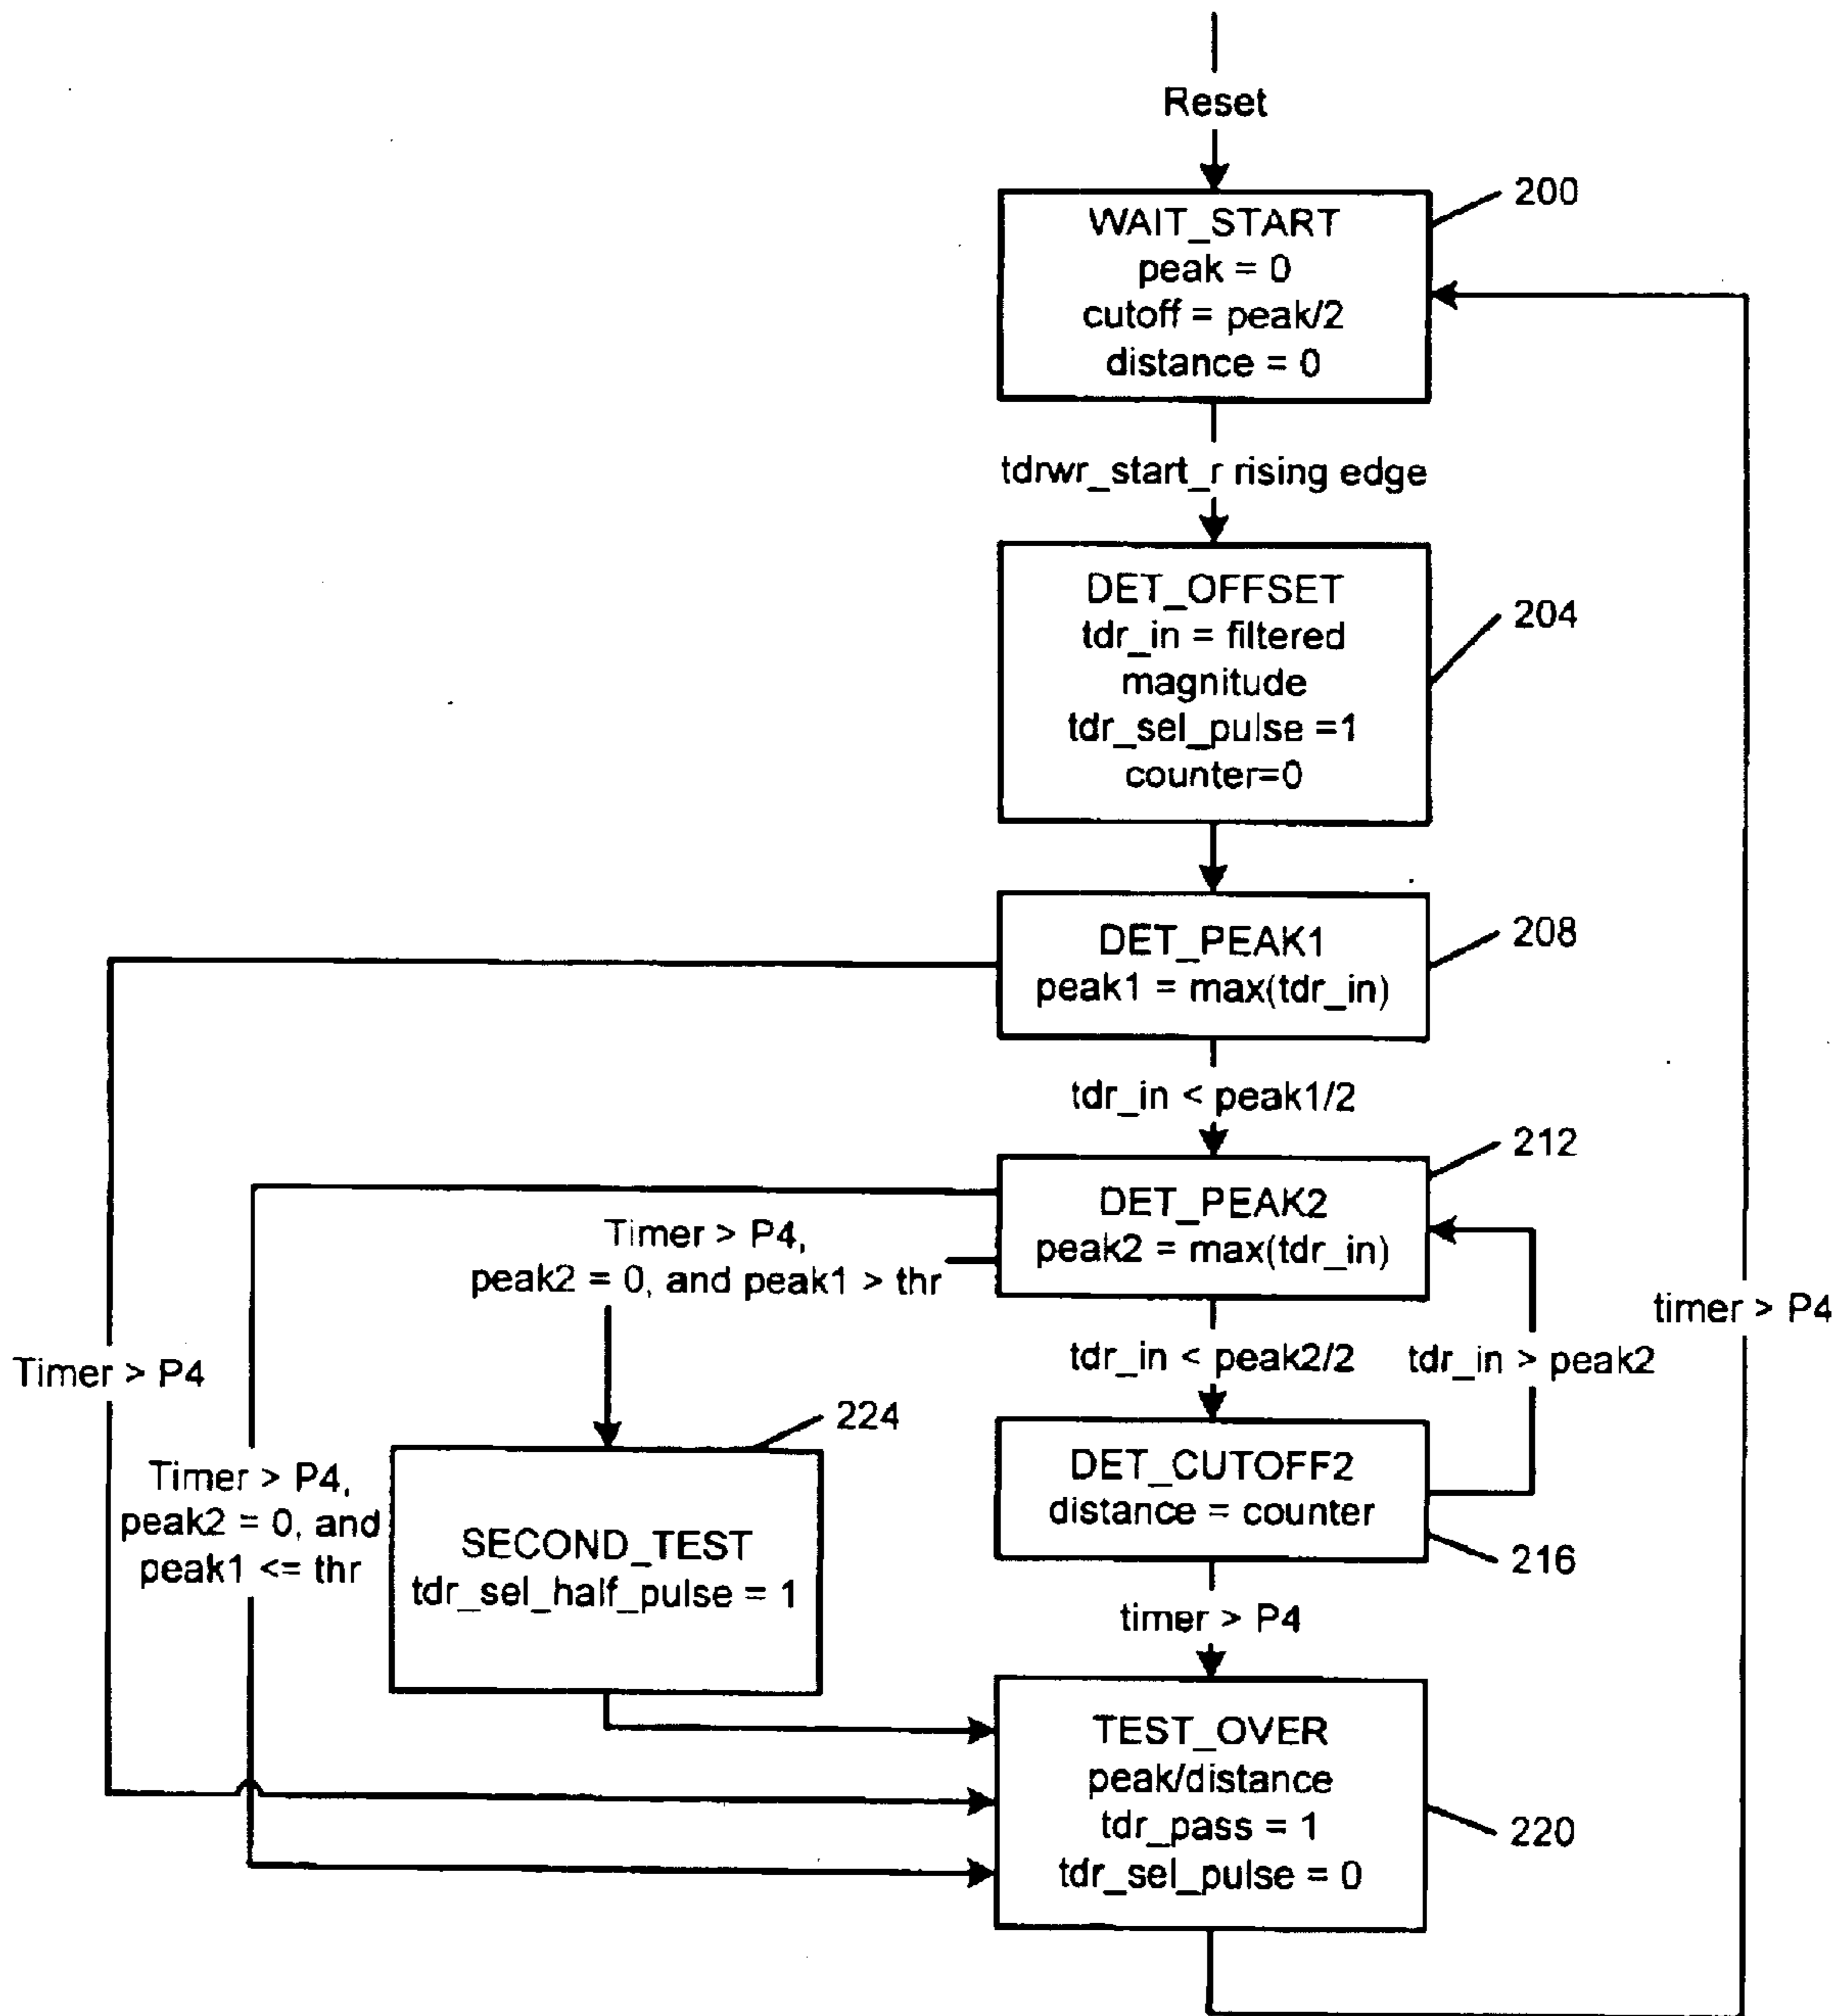 Reset
200
WAIT_START
peak = 0
cutoff = peak/2
distance = 0
tdrwr_start_r rising edge
204
DET_OFFSET
tdr_in = filtered
magnitude
tdr_sel_pulse =1
counter=0
208
DET_PEAK1
peak1 = max(tdr_in)
tdr_in < peak1/2
212
DET_PEAK2
peak2 = max(tdr_in)
Timer > P4,
peak2 = 0, and peak1 > thr
timer > P4
Timer > P4
tdr_in < peak2/2
tdr_in > peak2
224
Timer > P4,
peak2 = 0, and
peak1 <= thr
SECOND_TEST
tdr_sel_half_pulse = 1
DET_CUTOFF2
distance = counter
216
timer > P4
TEST_OVER
peak/distance
tdr_pass = 1
tdr_sel_pulse = 0
220